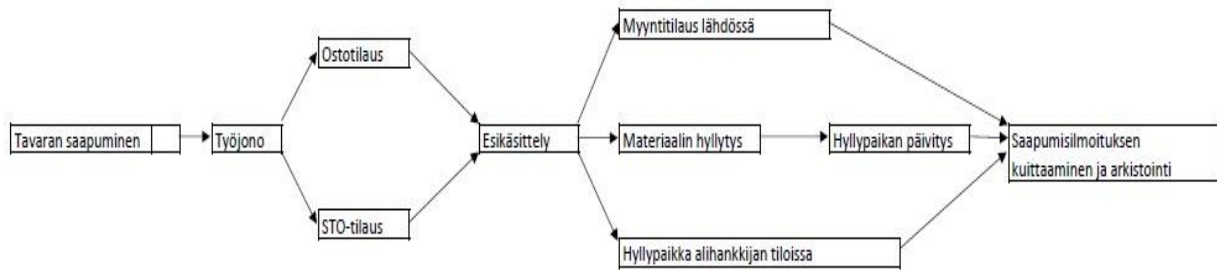 Myyntitilaus lähdössä
Ostotilaus
Tavaran saapuminen
Työjono
Esikäsittely
Materiaalin hyllytys
Hyllypaikan päivitys
Saapumisilmoituksen
kuittaaminen ja arkistointi
STO-tilaus
Hyllypaikka alihankkijan tiloissa